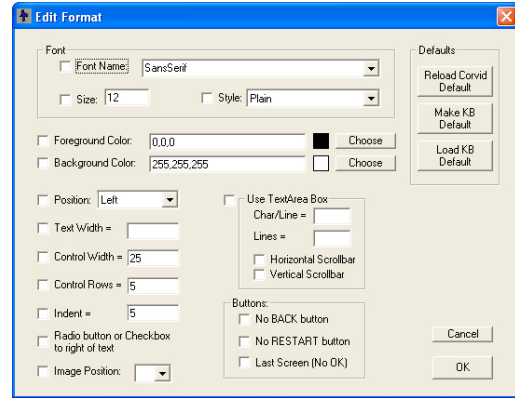 Edit Format
Font
Font Name: SansSerif
Size: 12 Style: Plain
Defaults
Reload Corvid
Default
Make KB
Default
Load KB
Default
Foreground Color: 0,0,0 Choose
Background Color: 255,255,255 Choose
Position: Left
Text Width =
Control Width = 25
Control Rows = 5
Indent = 5
Radio button or Checkbox
to right of text
Image Position:
Use TextArea Box
Char/Line =
Lines =
Horizontal Scrollbar
Vertical Scrollbar
Buttons:
No BACK button
No RESTART button
Last Screen (No OK)
Cancel
OK